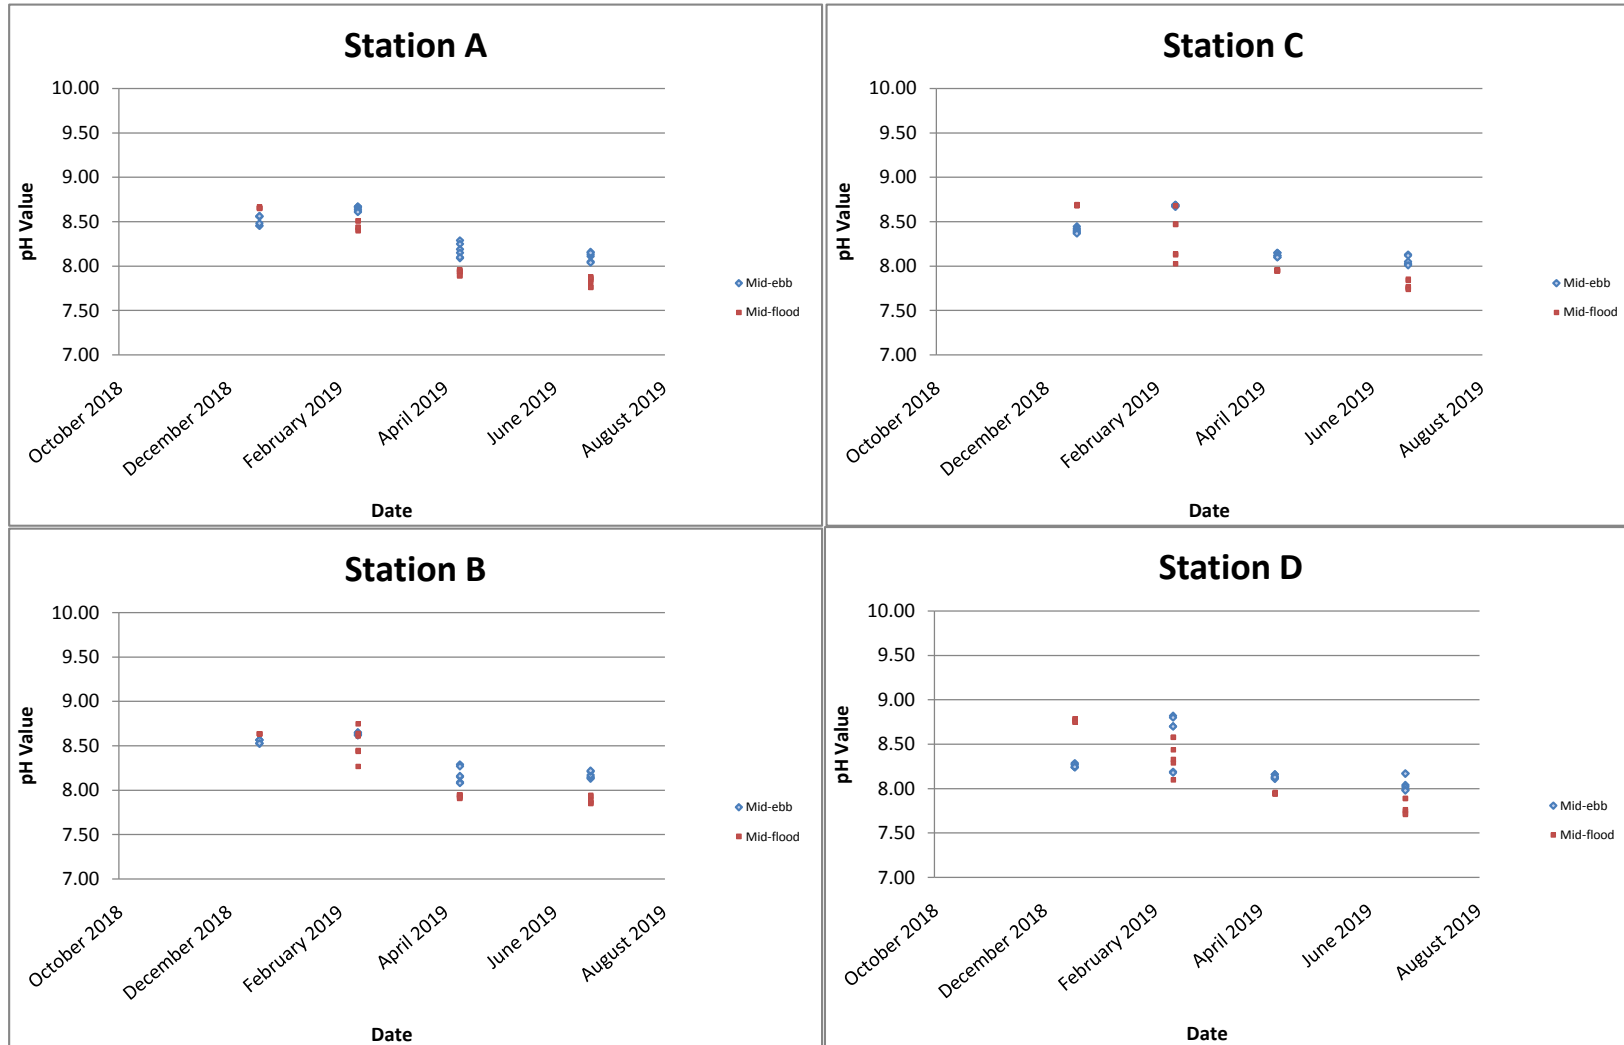 Station A
10.00
9.50
9.00
8.50
8.00
7.50
7.00
pH Value
October 2018
December 2018
February 2019
April 2019
June 2019
August 2019
Date
Mid-ebb
Mid-flood
Station C
10.00
9.50
9.00
8.50
8.00
7.50
7.00
pH Value
October 2018
December 2018
February 2019
April 2019
June 2019
August 2019
Date
Mid-ebb
Mid-flood
Station B
10.00
9.50
9.00
8.50
8.00
7.50
7.00
pH Value
October 2018
December 2018
February 2019
April 2019
June 2019
August 2019
Date
Mid-ebb
Mid-flood
Station D
10.00
9.50
9.00
8.50
8.00
7.50
7.00
pH Value
October 2018
December 2018
February 2019
April 2019
June 2019
August 2019
Date
Mid-ebb
Mid-flood